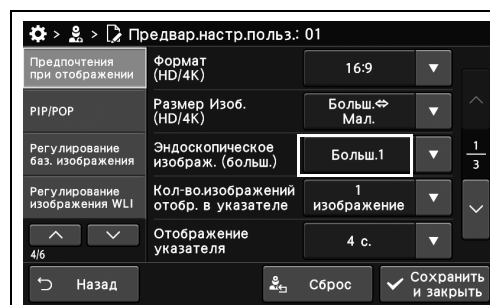 > > Предвар.настр.польз.: 01
Предпочтения
при отображении
Формат
(HD/4K)
16:9
PIP/POP
Размер Изоб.
(HD/4K)
Больш.⇔
Мал.
Регулирование
баз. изображения
Эндоскопическое
изображ. (больш.)
Больш.1
1
3
Регулирование
изображения WLI
Кол-во.изображений
отобр. в указателе
1
изображение
4/6
Отображение
указателя
4 с.
Назад
Сброс
Сохранить
и закрыть